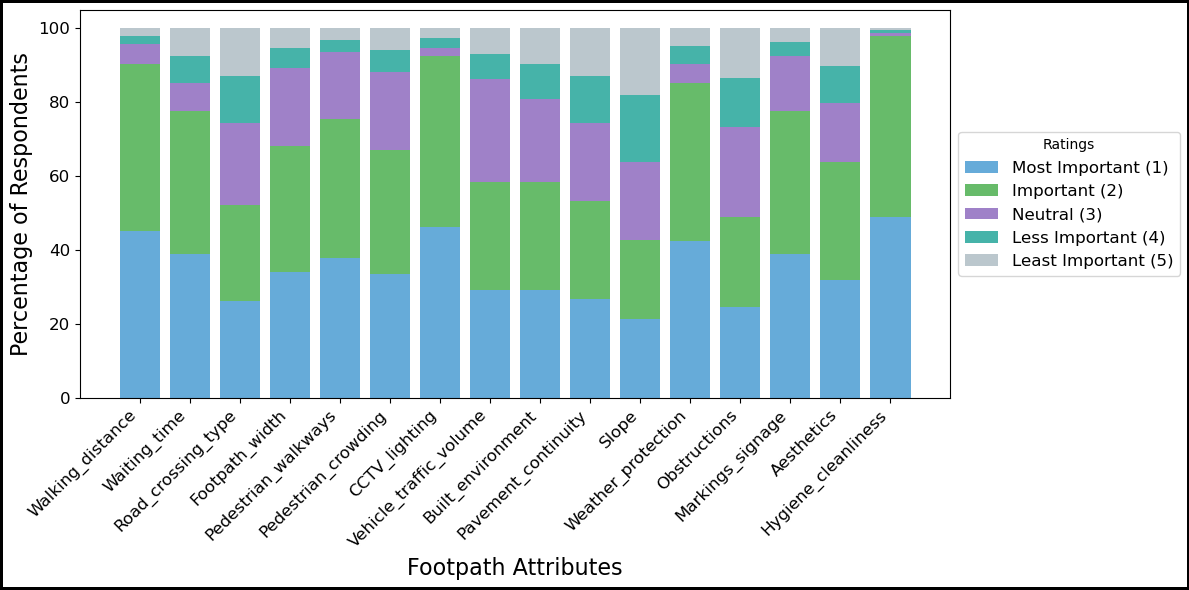 Percentage of Respondents
100
80
60
40
20
0
Walking_distance
Waiting_time
Road_crossing_type
Footpath_width
Pedestrian_walkways
Pedestrian_crowding
CCTV_lighting
Vehicle_traffic_volume
Built_environment
Pavement_continuity
Slope
Weather_protection
Obstructions
Markings_signage
Aesthetics
Hygiene_cleanliness
Footpath Attributes
Ratings
Most Important (1)
Important (2)
Neutral (3)
Less Important (4)
Least Important (5)